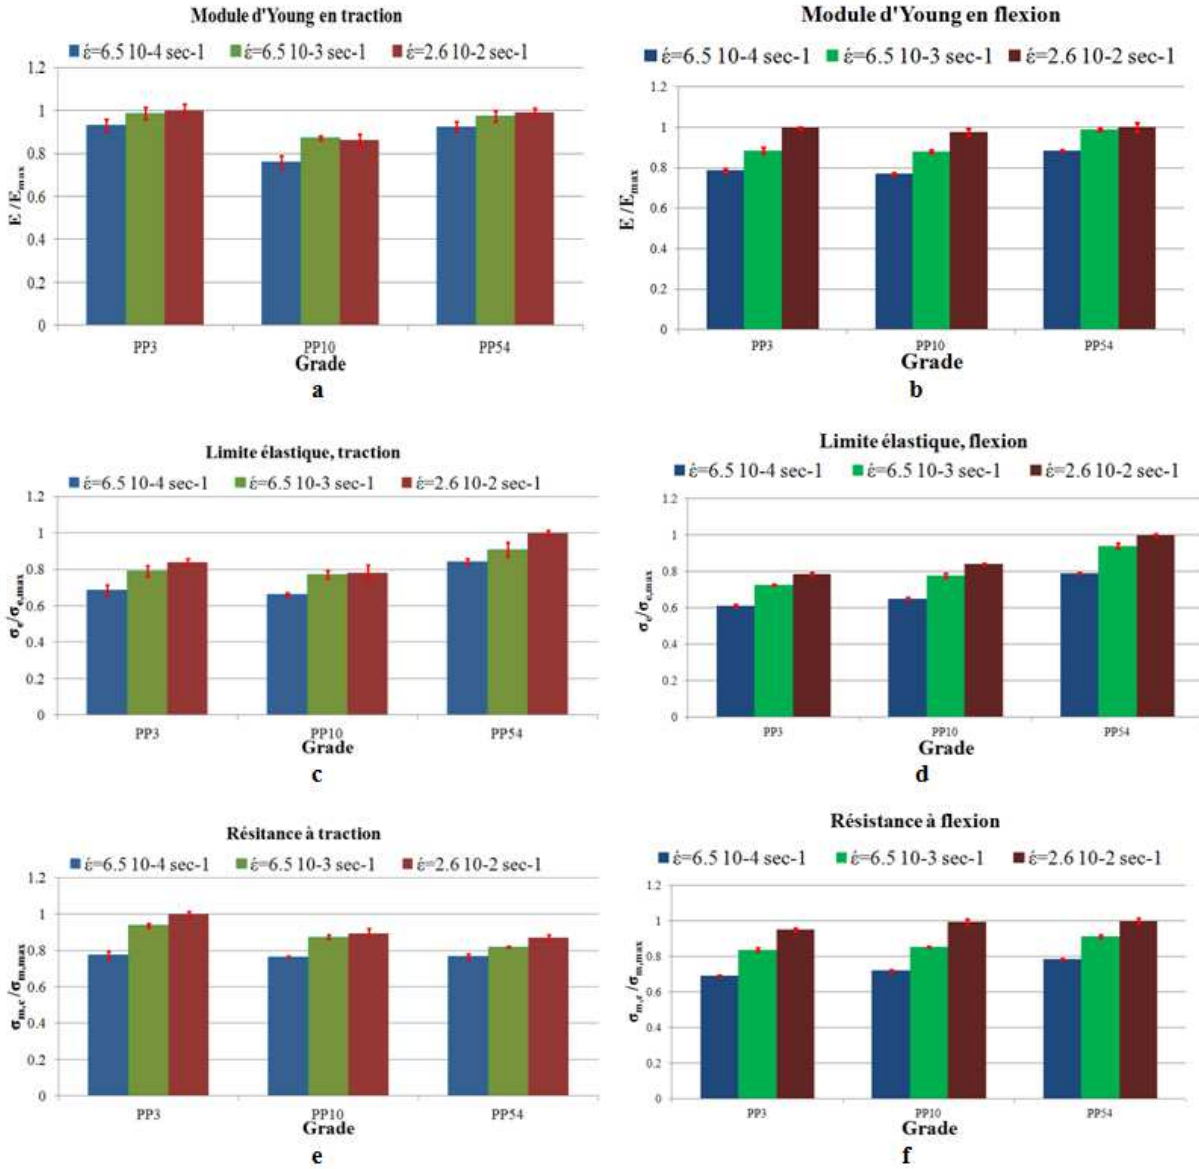 Module d'Young en traction
έ=6.5 10-4 sec-1 έ=6.5 10-3 sec-1 έ=2.6 10-2 sec-1
1.2
1
0.8
0.6
0.4
0.2
0
E /Emax
PP3 PP10 PP54
Grade
a
Module d'Young en flexion
έ=6.5 10-4 sec-1 έ=6.5 10-3 sec-1 έ=2.6 10-2 sec-1
1.2
1
0.8
0.6
0.4
0.2
0
E /Emax
PP3 PP10 PP54
Grade
b
Limite élastique, traction
έ=6.5 10-4 sec-1 έ=6.5 10-3 sec-1 έ=2.6 10-2 sec-1
1.2
1
0.8
0.6
0.4
0.2
0
σe/σe,max
PP3 PP10 PP54
Grade
c
Limite élastique, flexion
έ=6.5 10-4 sec-1 έ=6.5 10-3 sec-1 έ=2.6 10-2 sec-1
1.2
1
0.8
0.6
0.4
0.2
0
σe/σe,max
PP3 PP10 PP54
Grade
d
Résitance à traction
έ=6.5 10-4 sec-1 έ=6.5 10-3 sec-1 έ=2.6 10-2 sec-1
1.2
1
0.8
0.6
0.4
0.2
0
σm,ε /σm,max
PP3 PP10 PP54
Grade
e
Résistance à flexion
έ=6.5 10-4 sec-1 έ=6.5 10-3 sec-1 έ=2.6 10-2 sec-1
1.2
1
0.8
0.6
0.4
0.2
0
σm,ε /σm,max
PP3 PP10 PP54
Grade
f